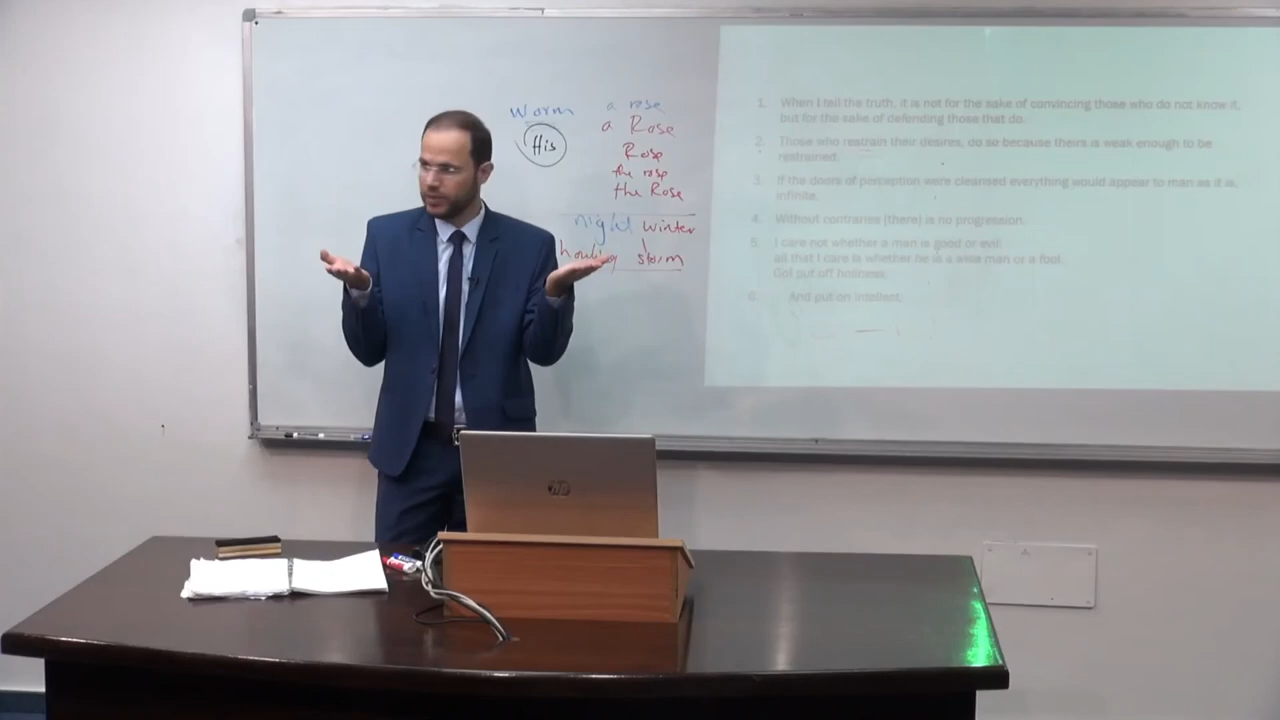 worm
His
a rose
a Rose
Rose
the rose
the Rose
night winter
howling storm
1. When I tell the truth, it is not for the sake of convincing those who do not know it,
but for the sake of defending those that do.
2. Those who restrain their desires, do so because theirs is weak enough to be
restrained.
3. If the doors of perception were cleansed everything would appear to man as it is,
infinite.
4. Without contraries (there) is no progression.
5. I care not whether a man is good or evil;
all that I care is whether he is a wise man or a fool.
Go! put off holiness
6. And put on intellect.
hp